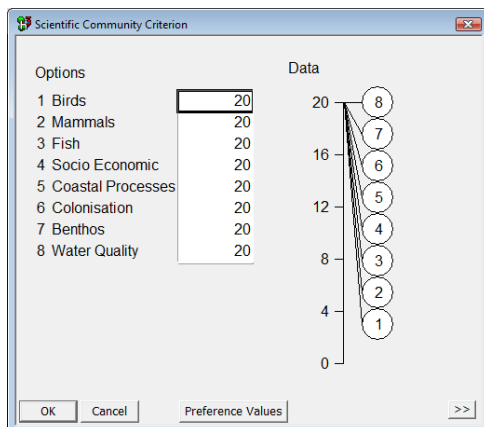 Scientific Community Criterion
Options
1 Birds 20
2 Mammals 20
3 Fish 20
4 Socio Economic 20
5 Coastal Processes 20
6 Colonisation 20
7 Benthos 20
8 Water Quality 20
Data
20
16
12
8
4
0
8
7
6
5
4
3
2
1
OK Cancel Preference Values >>